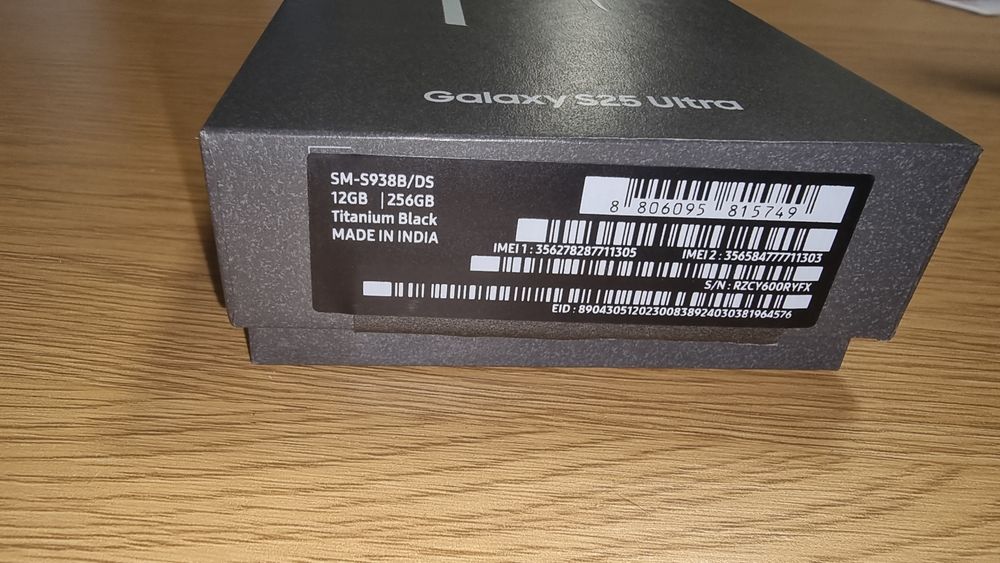 Galaxy S25 Ultra
SM-S938B/DS
12GB | 256GB
Titanium Black
MADE IN INDIA
8 806095 815749
IMEI 1 : 356278287711305
IMEI 2 : 356584777711303
S/N : RZCY600RYFX
EID : 89043051202300838924030381964576